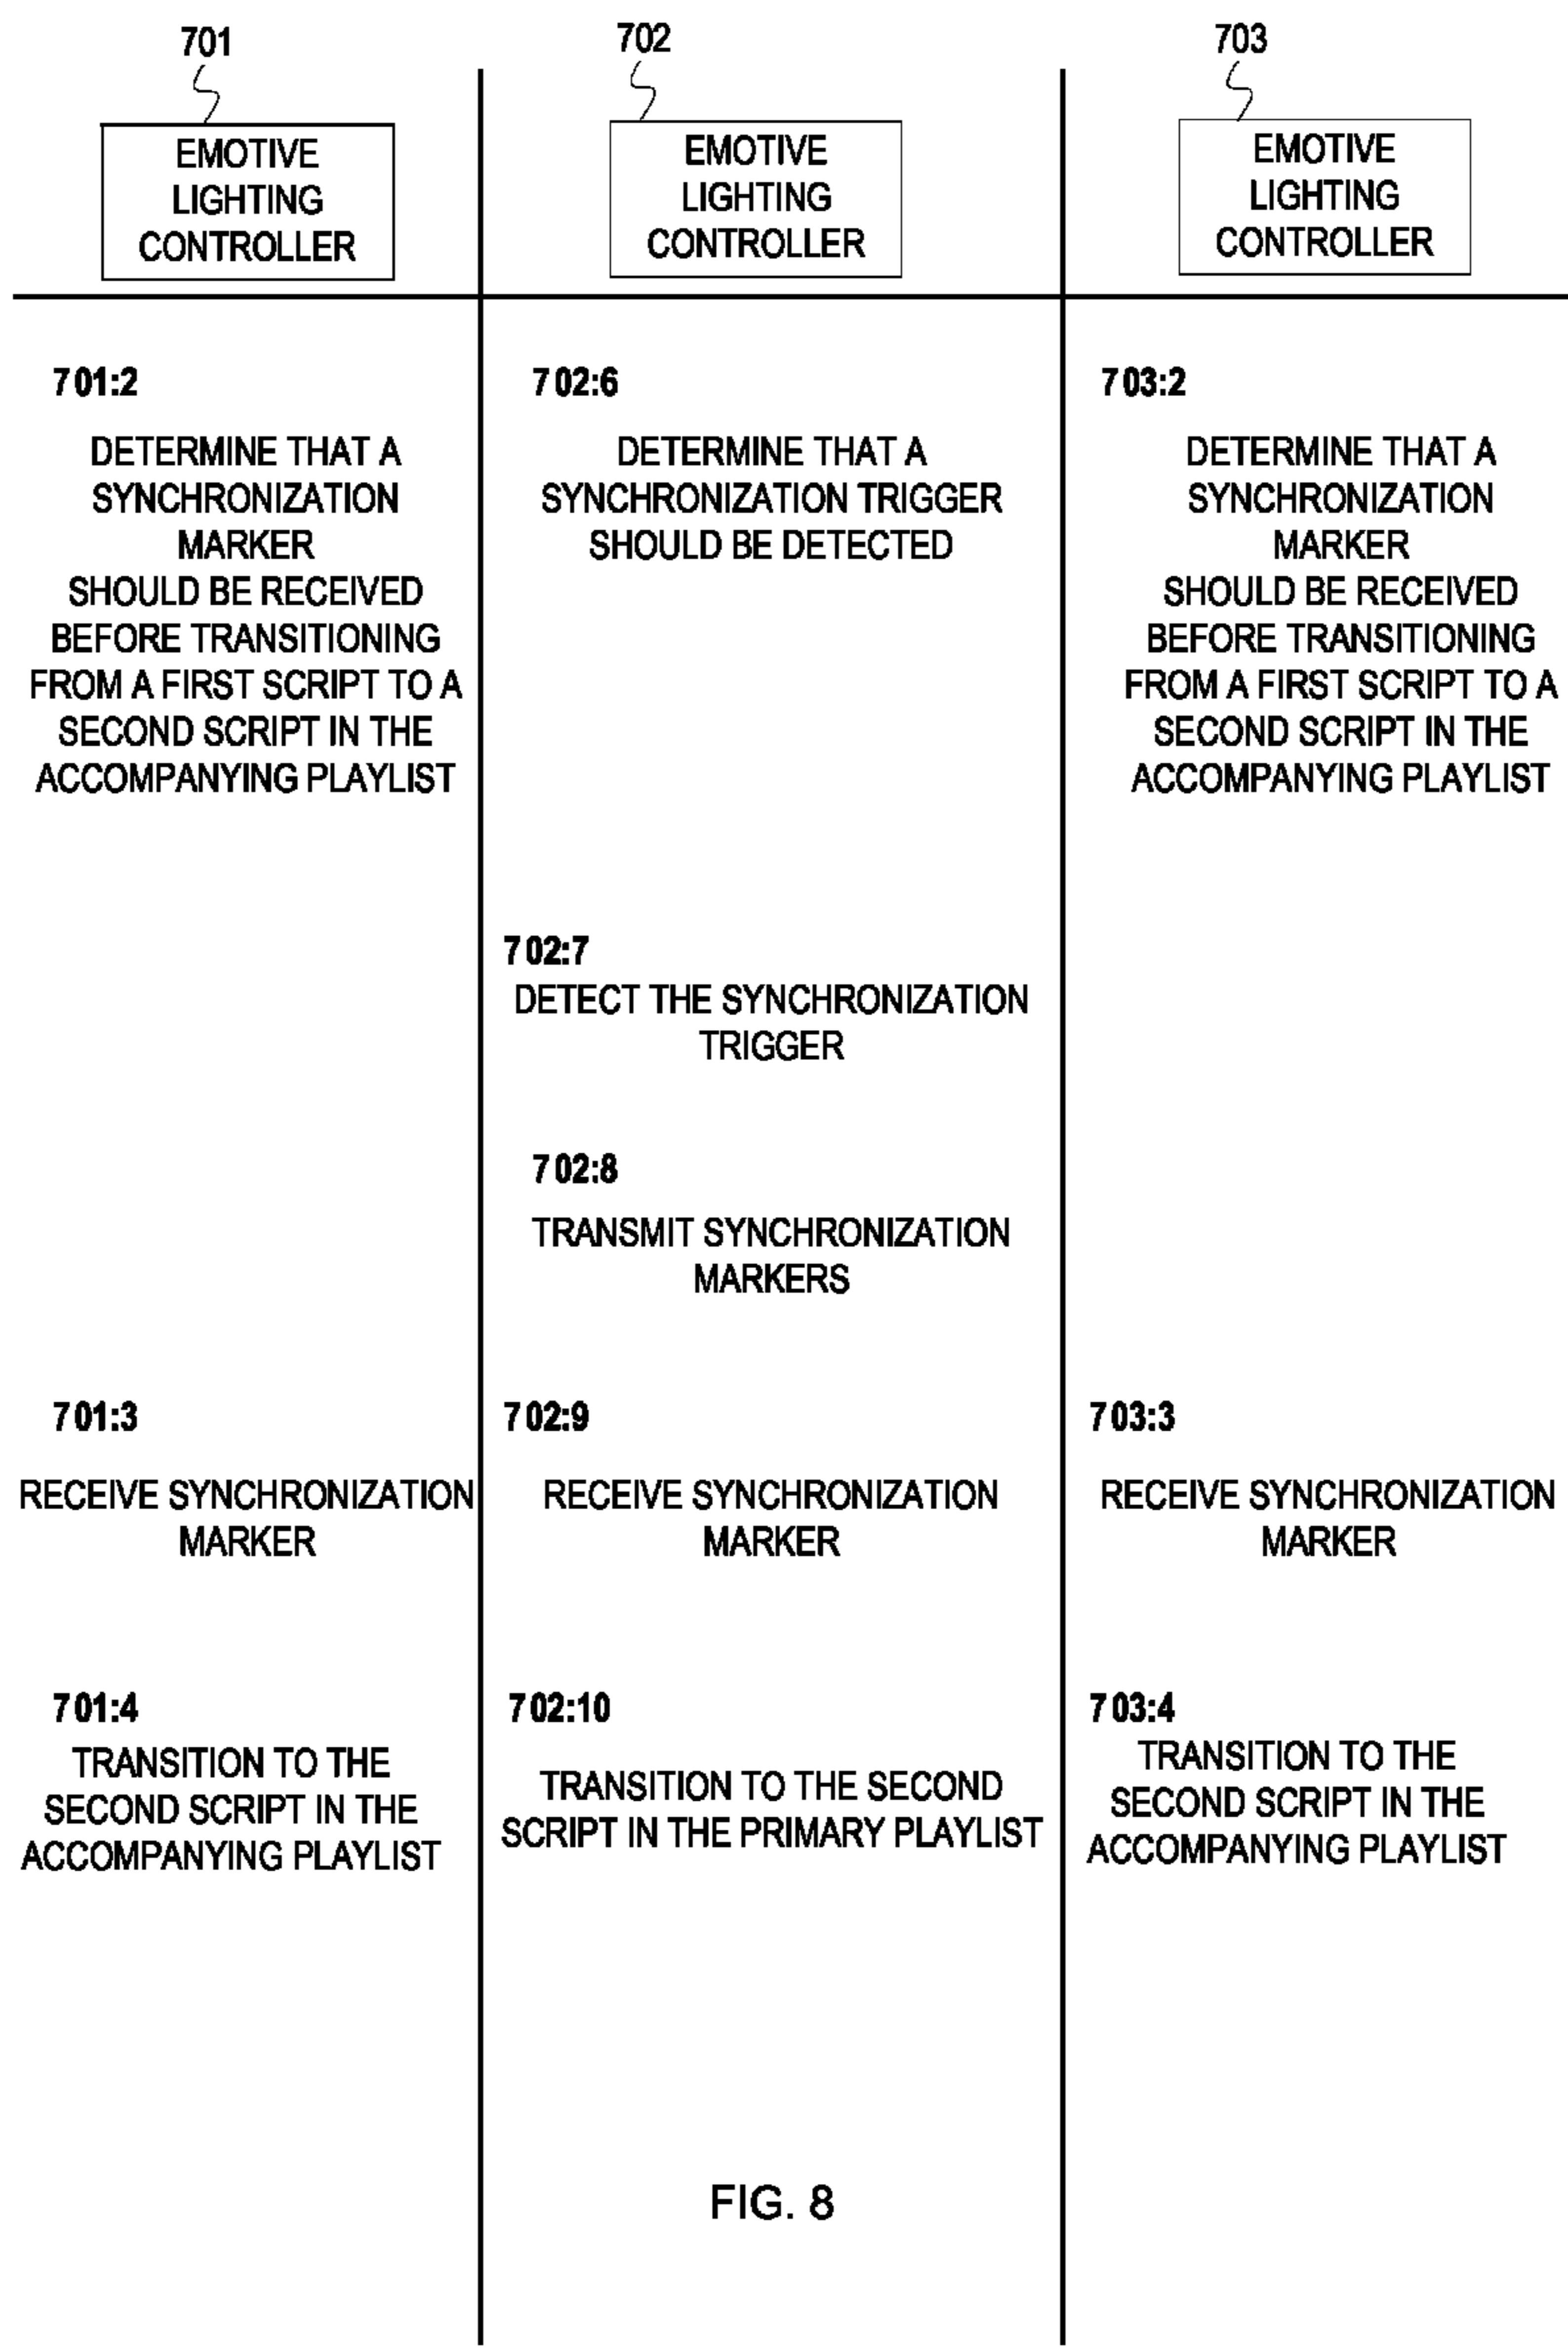 701
EMOTIVE
LIGHTING
CONTROLLER
702
EMOTIVE
LIGHTING
CONTROLLER
703
EMOTIVE
LIGHTING
CONTROLLER
701:2
DETERMINE THAT A
SYNCHRONIZATION
MARKER
SHOULD BE RECEIVED
BEFORE TRANSITIONING
FROM A FIRST SCRIPT TO A
SECOND SCRIPT IN THE
ACCOMPANYING PLAYLIST
702:6
DETERMINE THAT A
SYNCHRONIZATION TRIGGER
SHOULD BE DETECTED
703:2
DETERMINE THAT A
SYNCHRONIZATION
MARKER
SHOULD BE RECEIVED
BEFORE TRANSITIONING
FROM A FIRST SCRIPT TO A
SECOND SCRIPT IN THE
ACCOMPANYING PLAYLIST
702:7
DETECT THE SYNCHRONIZATION
TRIGGER
702:8
TRANSMIT SYNCHRONIZATION
MARKERS
701:3
RECEIVE SYNCHRONIZATION
MARKER
702:9
RECEIVE SYNCHRONIZATION
MARKER
703:3
RECEIVE SYNCHRONIZATION
MARKER
701:4
TRANSITION TO THE
SECOND SCRIPT IN THE
ACCOMPANYING PLAYLIST
702:10
TRANSITION TO THE SECOND
SCRIPT IN THE PRIMARY PLAYLIST
703:4
TRANSITION TO THE
SECOND SCRIPT IN THE
ACCOMPANYING PLAYLIST
FIG. 8